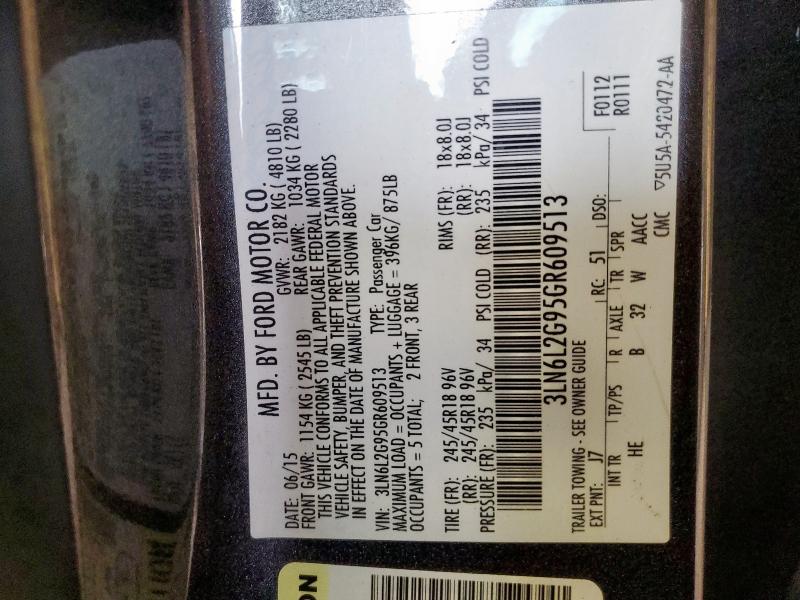 MFD. BY FORD MOTOR CO.
DATE: 06/15 GVWR: 2182 KG ( 4810 LB)
FRONT GAWR: 1154 KG ( 2545 LB) REAR GAWR: 1034 KG ( 2280 LB)
THIS VEHICLE CONFORMS TO ALL APPLICABLE FEDERAL MOTOR
VEHICLE SAFETY, BUMPER, AND THEFT PREVENTION STANDARDS
IN EFFECT ON THE DATE OF MANUFACTURE SHOWN ABOVE.
VIN: 3LN6L2G95GR609513 TYPE: Passenger Car
MAXIMUM LOAD = OCCUPANTS + LUGGAGE = 396KG/ 875LB
OCCUPANTS = 5 TOTAL; 2 FRONT, 3 REAR
TIRE (FR): 245/45R18 96V RIMS (FR): 18x8.0J
(RR): 245/45R18 96V (RR): 18x8.0J
PRESSURE (FR): 235 kPa/ 34 PSI COLD (RR): 235 kPa/ 34 PSI COLD
3LN6L2G95GR609513
TRAILER TOWING - SEE OWNER GUIDE
F0112
R0111
EXT PNT: J7 RC: 51 DSO:
INT TR TP/PS R AXLE TR SPR
HE B 32 W AACC
CMC
▽5U5A-5420472-AA
ON